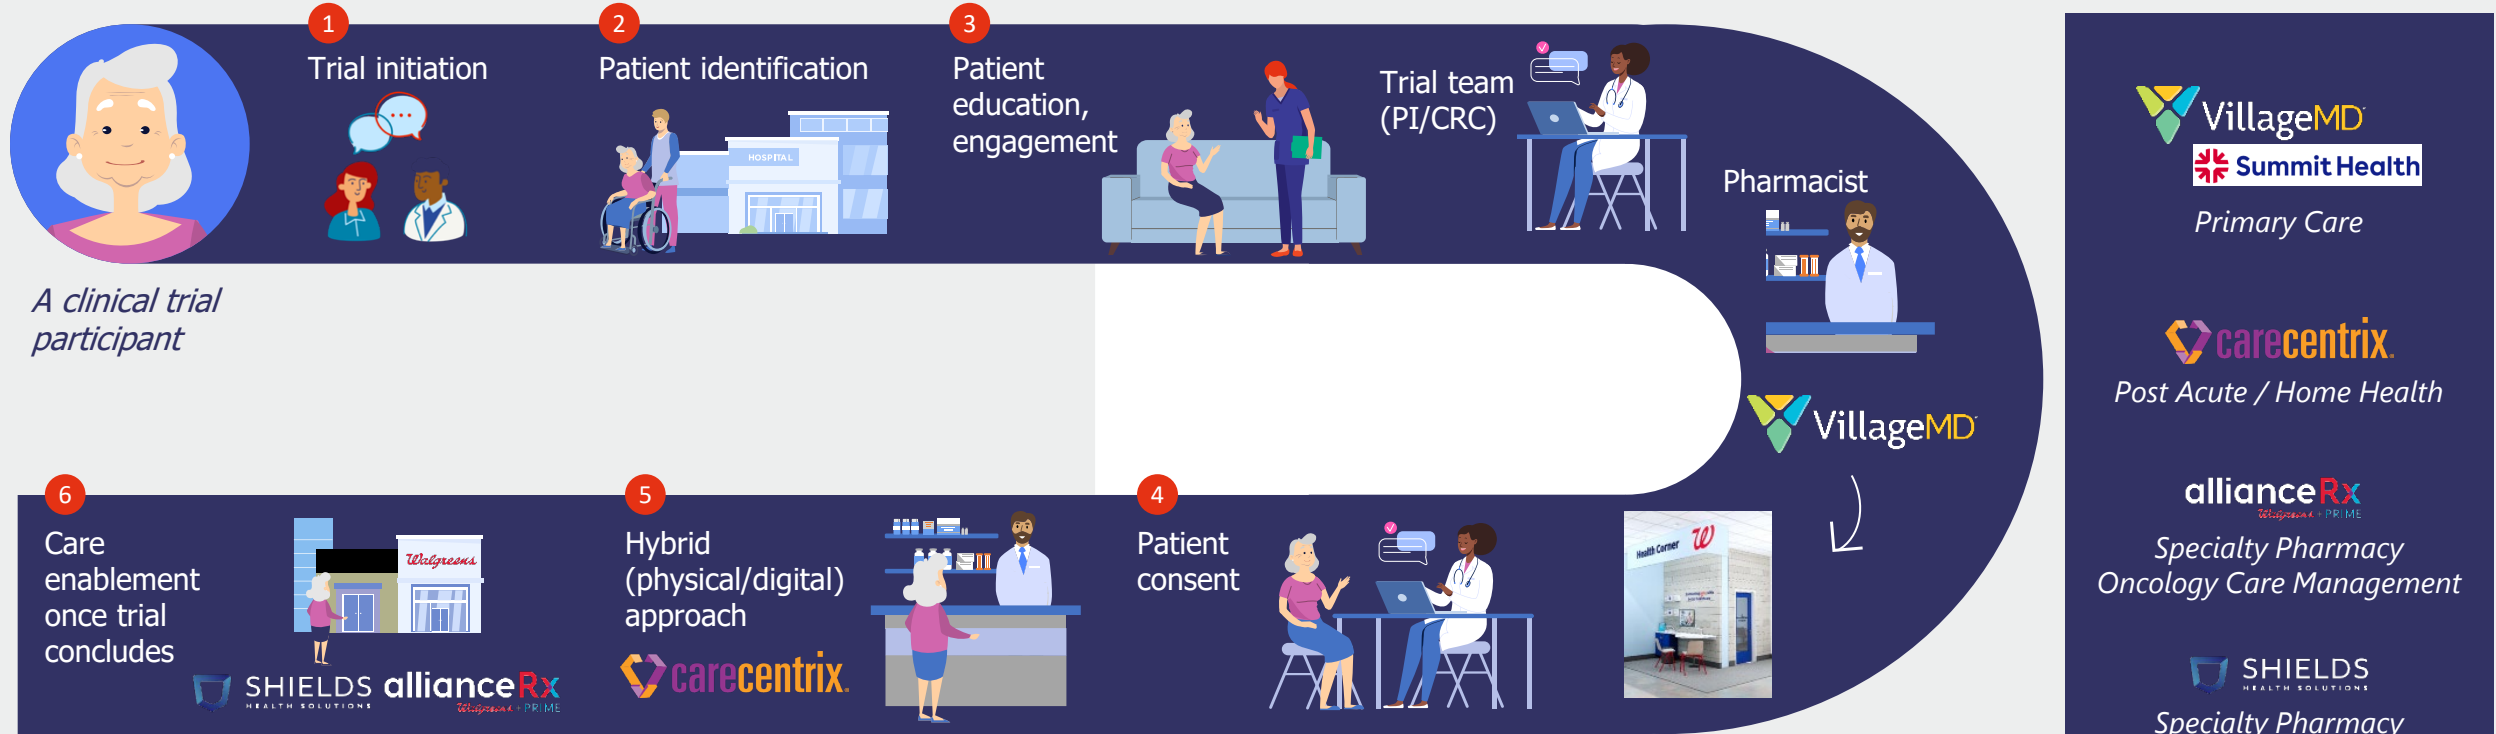 1
Trial initiation
2
Patient identification
HOSPITAL
3
Patient
education,
engagement
Trial team
(PI/CRC)
Pharmacist
VillageMD
A clinical trial
participant
4
Patient
consent
Health Corner
W
5
Hybrid
(physical/digital)
approach
carecentrix.
6
Care
enablement
once trial
concludes
Walgreens
SHIELDS
HEALTH SOLUTIONS
allianceRx
Walgreens + PRIME
VillageMD
Summit Health
Primary Care
carecentrix.
Post Acute / Home Health
allianceRx
Walgreens + PRIME
Specialty Pharmacy
Oncology Care Management
SHIELDS
HEALTH SOLUTIONS
Specialty Pharmacy